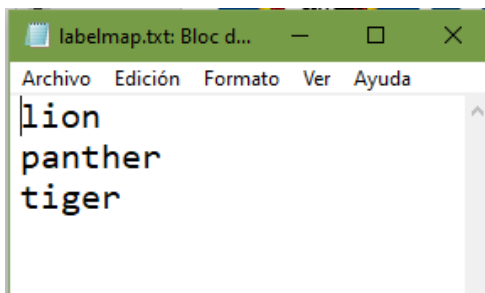 labelmap.txt: Bloc d...
Archivo Edición Formato Ver Ayuda
lion
panther
tiger